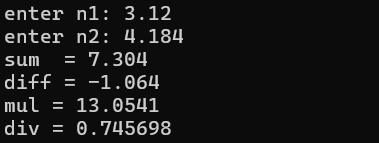 enter n1: 3.12
enter n2: 4.184
sum  = 7.304
diff = -1.064
mul = 13.0541
div = 0.745698